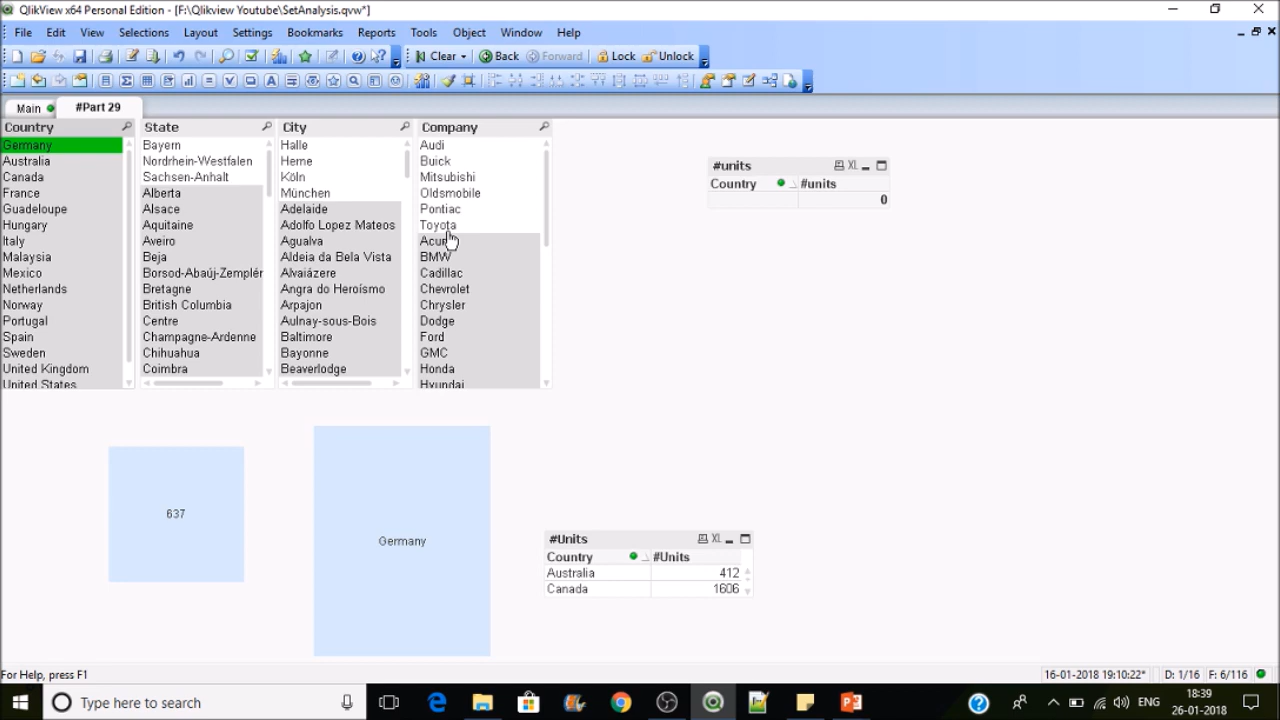 QlikView x64 Personal Edition - [F:\Qlikview Youtube\SetAnalysis.qvw*]
File Edit View Selections Layout Settings Bookmarks Reports Tools Object Window Help
Clear Back Forward Lock Unlock
Main #Part 29
Country State City Company
Germany Bayern Halle Audi
Australia Nordrhein-Westfalen Herne Buick
Canada Sachsen-Anhalt Köln Mitsubishi
France Alberta München Oldsmobile
Guadeloupe Alsace Adelaide Pontiac
Hungary Aquitaine Adolfo Lopez Mateos Toyota
Italy Aveiro Agualva
Malaysia Beja Aldeia da Bela Vista BMW
Mexico Borsod-Abaúj-Zemplér Alvaiázere Cadillac
Netherlands Bretagne Angra do Heroísmo Chevrolet
Norway British Columbia Arpajon Chrysler
Portugal Centre Aulnay-sous-Bois Dodge
Spain Champagne-Ardenne Baltimore Ford
Sweden Chihuahua Bayonne GMC
United Kingdom Coimbra Beaverlodge Honda
United States Hyundai
#units XL
Country #units
0
637
Germany
#Units XL
Country #Units
Australia 412
Canada 1606
For Help, press F1 16-01-2018 19:10:22* D: 1/16 F: 6/116
Type here to search ENG 18:39
26-01-2018